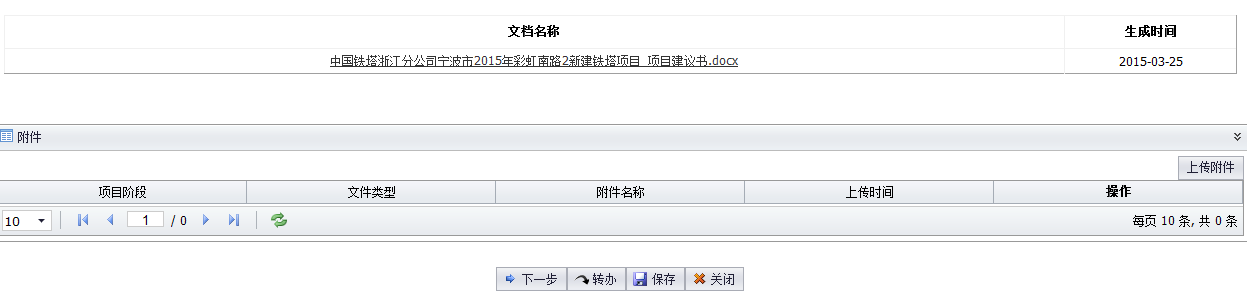 文档名称 生成时间
中国铁塔浙江分公司宁波市2015年彩虹南路2新建铁塔项目_项目建议书.docx 2015-03-25
附件
上传附件
项目阶段 文件类型 附件名称 上传时间 操作
10 1 / 0 每页 10 条, 共 0 条
下一步 转办 保存 关闭